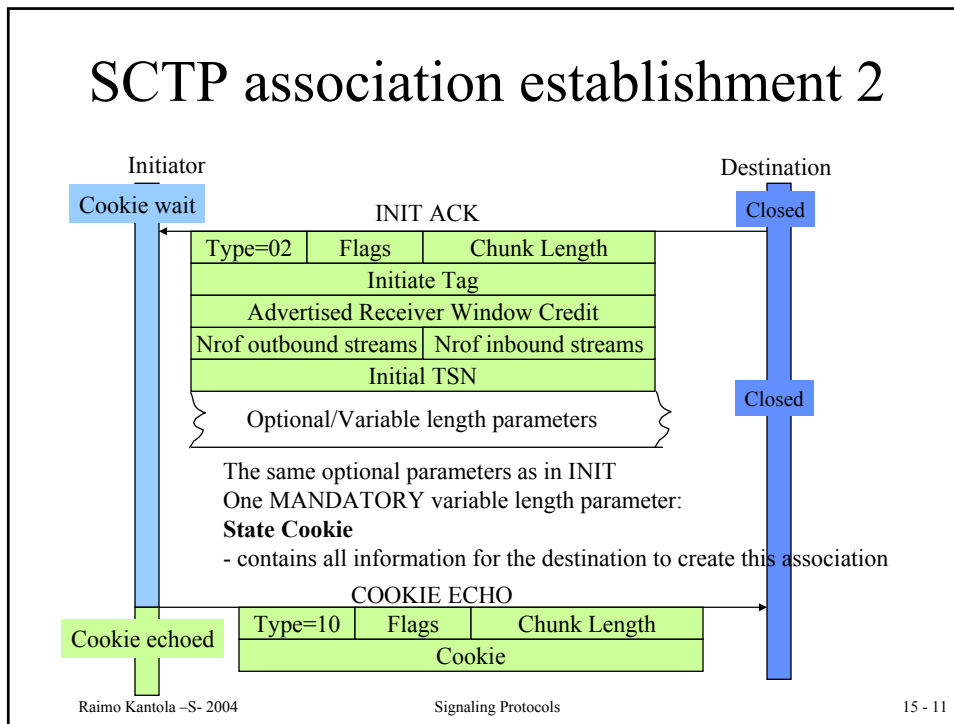 SCTP association establishment 2
Initiator
Destination
Cookie wait
INIT ACK
Closed
Type=02 Flags Chunk Length
Initiate Tag
Advertised Receiver Window Credit
Nrof outbound streams Nrof inbound streams
Initial TSN
Closed
Optional/Variable length parameters
The same optional parameters as in INIT
One MANDATORY variable length parameter:
State Cookie
- contains all information for the destination to create this association
COOKIE ECHO
Type=10 Flags Chunk Length
Cookie echoed
Cookie
Raimo Kantola –S- 2004 Signaling Protocols 15 - 11